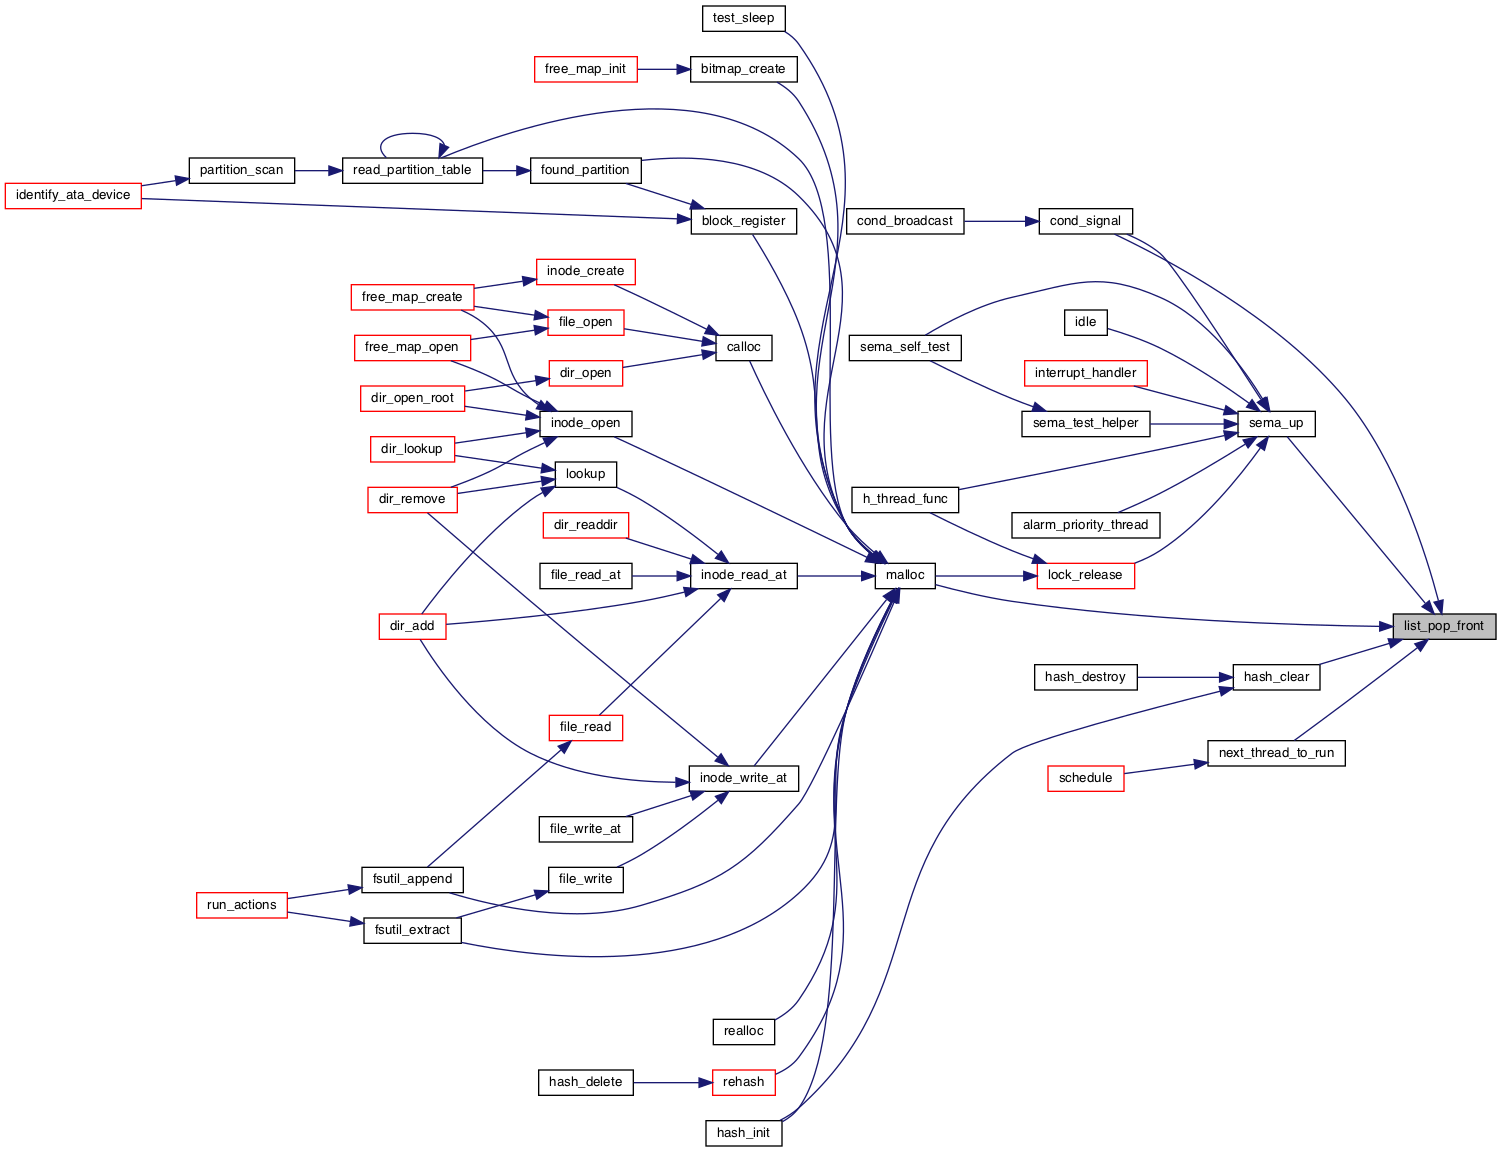 test_sleep
free_map_init
bitmap_create
partition_scan
read_partition_table
found_partition
identify_ata_device
block_register
cond_broadcast
cond_signal
inode_create
free_map_create
file_open
idle
free_map_open
calloc
sema_self_test
dir_open
interrupt_handler
dir_open_root
inode_open
sema_test_helper
sema_up
dir_lookup
lookup
dir_remove
h_thread_func
dir_readdir
alarm_priority_thread
file_read_at
inode_read_at
malloc
lock_release
dir_add
list_pop_front
hash_destroy
hash_clear
file_read
next_thread_to_run
schedule
inode_write_at
file_write_at
fsutil_append
file_write
run_actions
fsutil_extract
realloc
hash_delete
rehash
hash_init